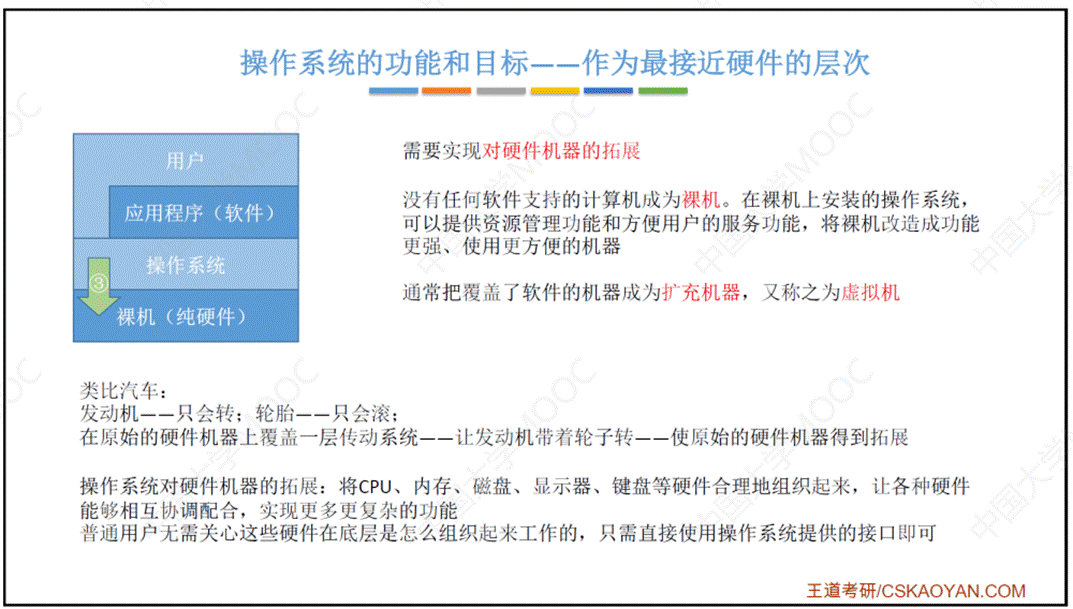 操作系统的功能和目标——作为最接近硬件的层次
用户
应用程序（软件）
操作系统
③
裸机（纯硬件）
需要实现对硬件机器的拓展
没有任何软件支持的计算机成为裸机。在裸机上安装的操作系统，
可以提供资源管理功能和方便用户的服务功能，将裸机改造成功能
更强、使用更方便的机器
通常把覆盖了软件的机器成为扩充机器，又称之为虚拟机
类比汽车：
发动机——只会转；轮胎——只会滚；
在原始的硬件机器上覆盖一层传动系统——让发动机带着轮子转——使原始的硬件机器得到拓展
操作系统对硬件机器的拓展：将CPU、内存、磁盘、显示器、键盘等硬件合理地组织起来，让各种硬件
能够相互协调配合，实现更多更复杂的功能
普通用户无需关心这些硬件在底层是怎么组织起来工作的，只需直接使用操作系统提供的接口即可
王道考研/CSKAOYAN.COM
中国大学MOOC